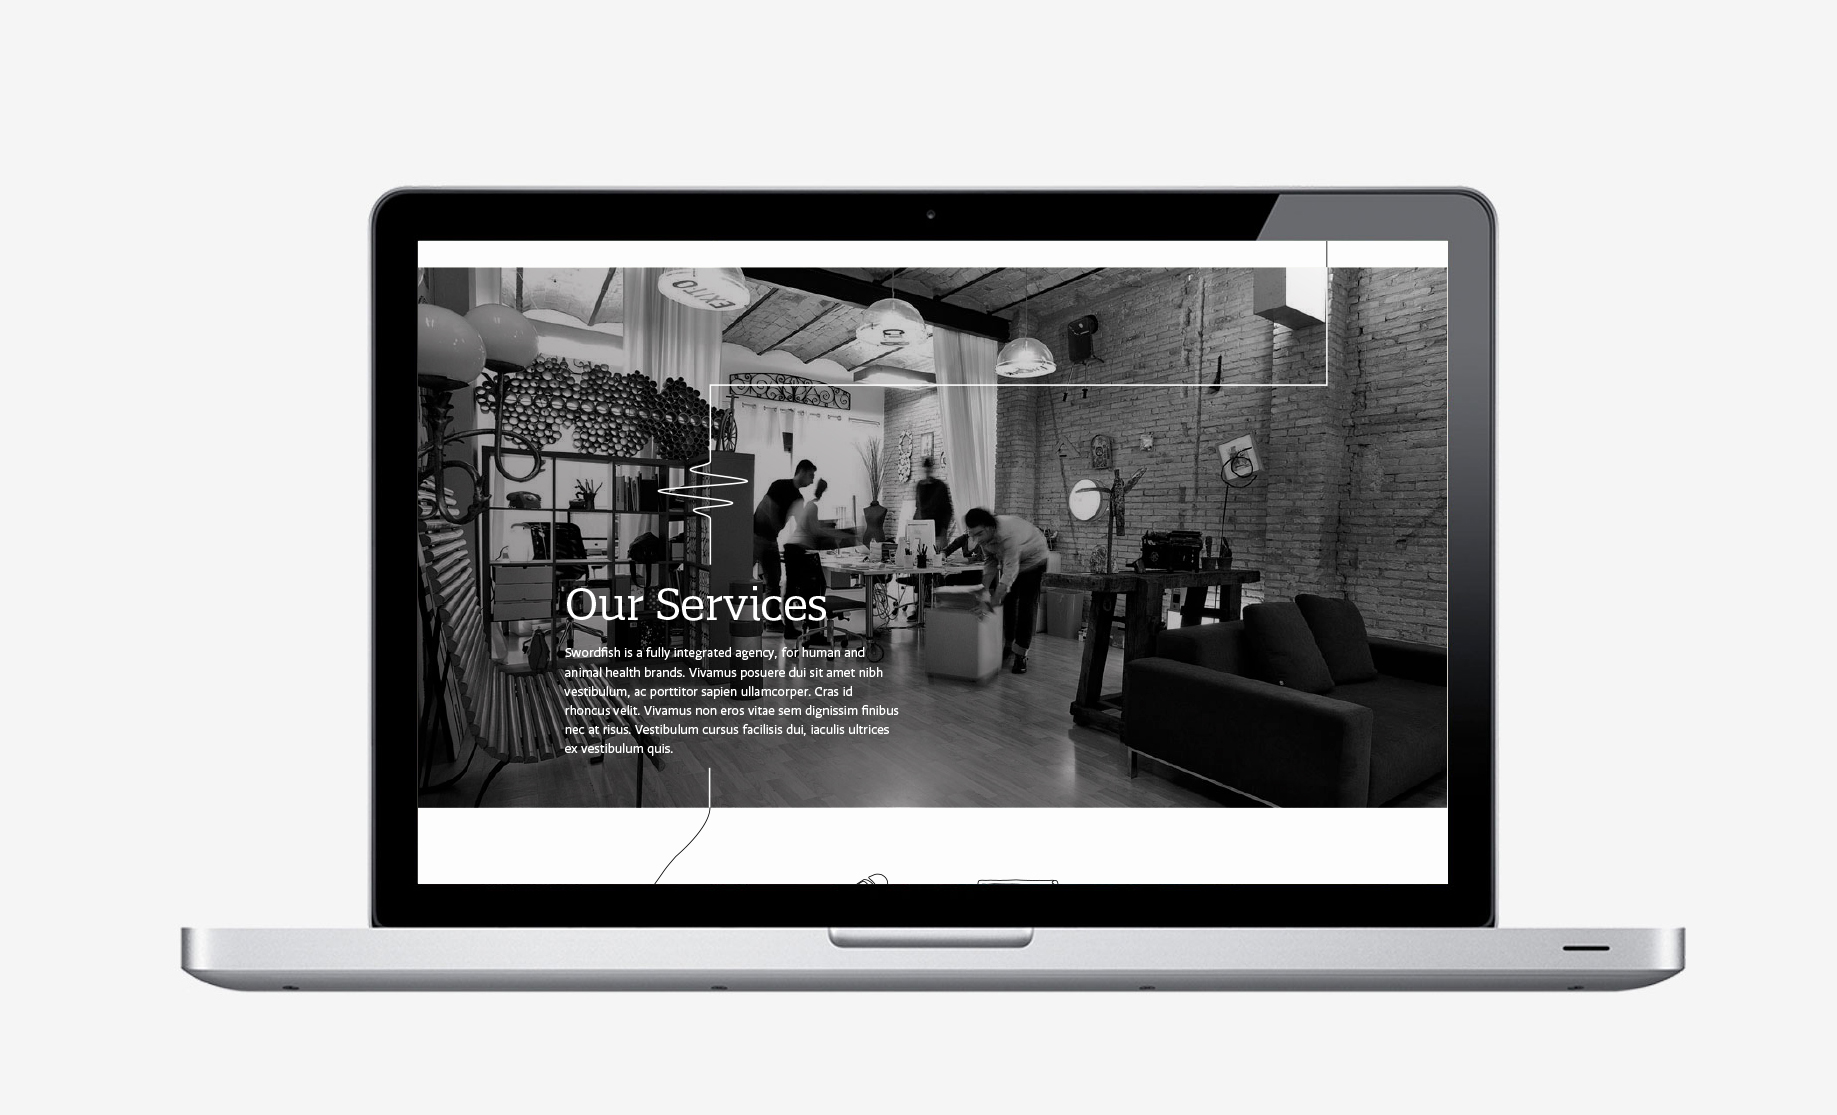 EXITO
Our Services
Swordfish is a fully integrated agency, for human and
animal health brands. Vivamus posuere dui sit amet nibh
vestibulum, ac porttitor sapien ullamcorper. Cras id
rhoncus velit. Vivamus non eros vitae sem dignissim finibus
nec at risus. Vestibulum cursus facilisis dui, iaculis ultrices
ex vestibulum quis.